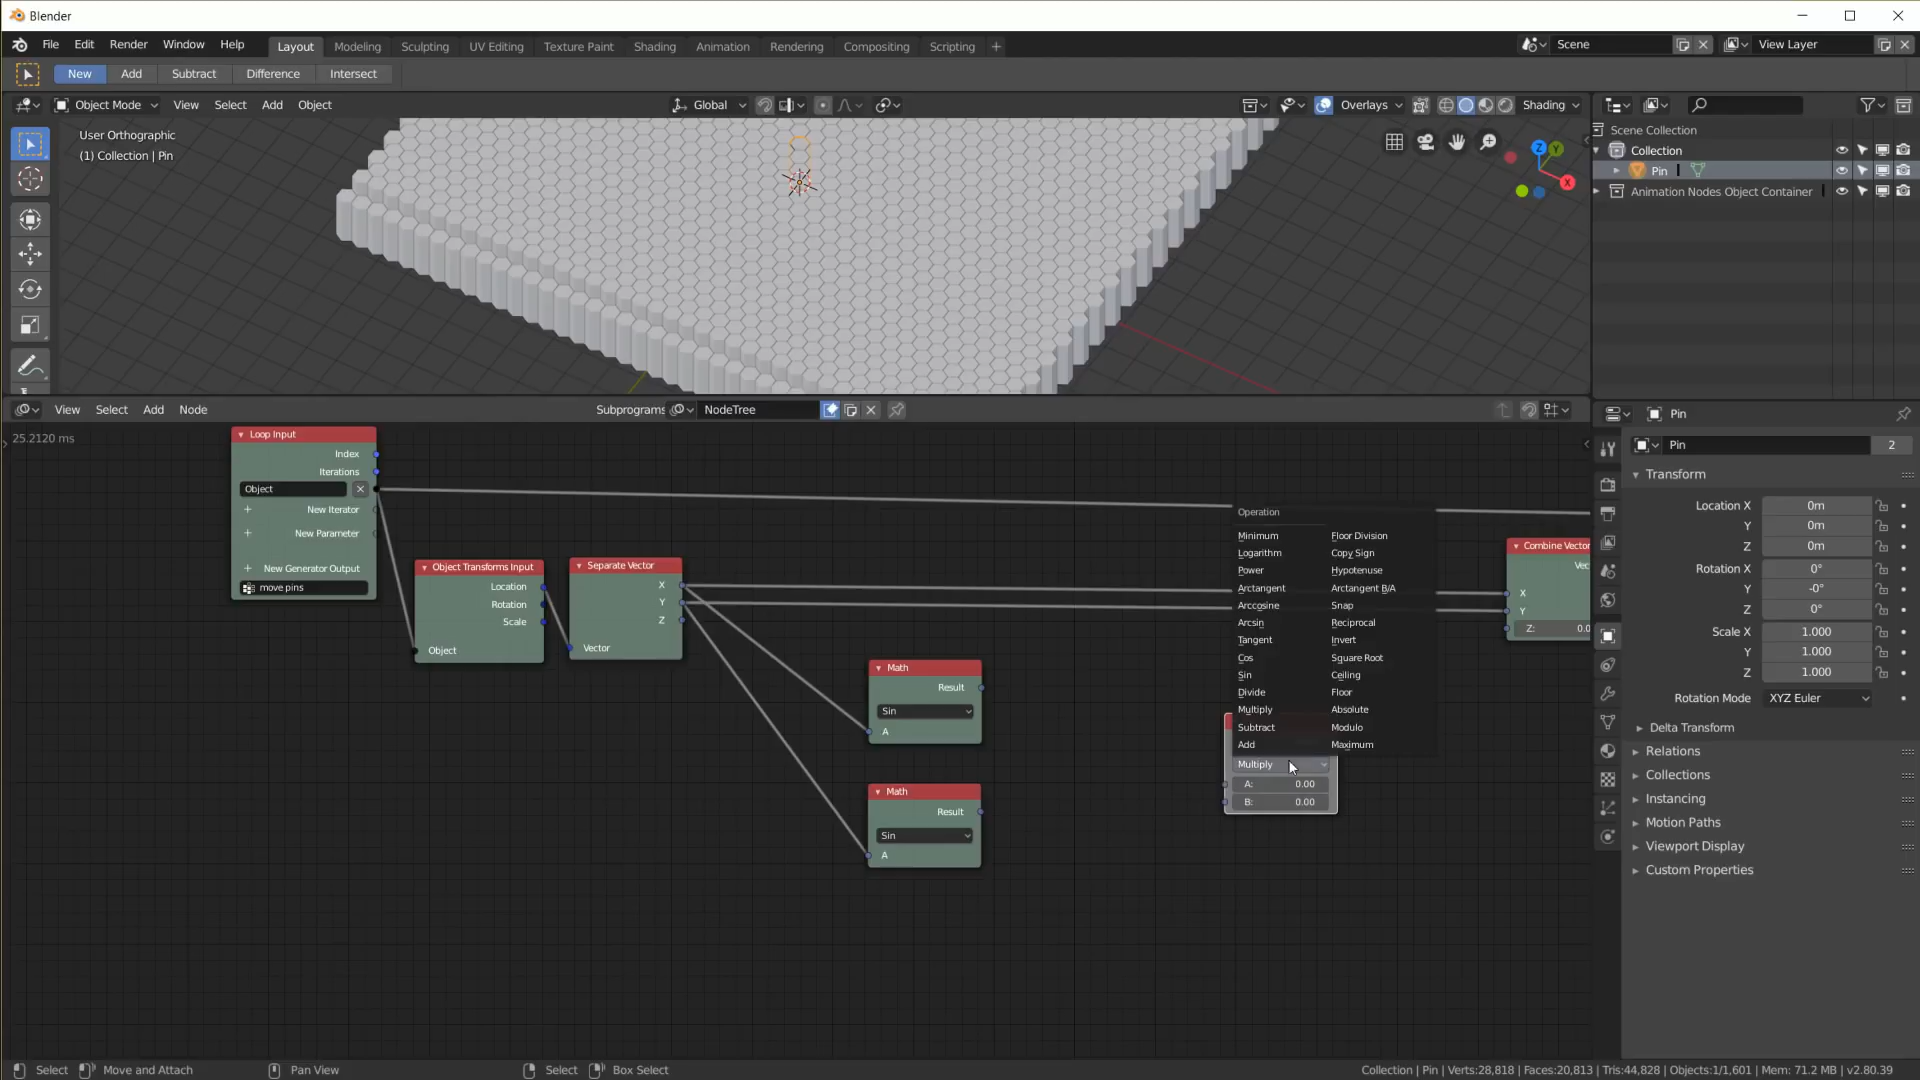 Blender
File Edit Render Window Help Layout Modeling Sculpting UV Editing Texture Paint Shading Animation Rendering Compositing Scripting + Scene View Layer
New Add Subtract Difference Intersect
Object Mode View Select Add Object Global Overlays Shading
User Orthographic
(1) Collection | Pin
Z Y X
Scene Collection
Collection
Pin
Animation Nodes Object Container
View Select Add Node Subprograms NodeTree
25.2120 ms
Loop Input
Index
Iterations
Object
New Iterator
New Parameter
New Generator Output
move pins
Object Transforms Input
Location
Rotation
Scale
Object
Separate Vector
X
Y
Z
Vector
Math
Result
Sin
A
Math
Result
Sin
A
Operation
Minimum Floor Division
Logarithm Copy Sign
Power Hypotenuse
Arctangent Arctangent B/A
Arccosine Snap
Arcsin Reciprocal
Tangent Invert
Cos Square Root
Sin Ceiling
Divide Floor
Multiply Absolute
Subtract Modulo
Add Maximum
Multiply
A: 0.00
B: 0.00
Combine Vector
Vec
X
Y
Z: 0.0
Pin
Pin 2
Transform
Location X 0m
Y 0m
Z 0m
Rotation X 0°
Y -0°
Z 0°
Scale X 1.000
Y 1.000
Z 1.000
Rotation Mode XYZ Euler
Delta Transform
Relations
Collections
Instancing
Motion Paths
Viewport Display
Custom Properties
Select Move and Attach Pan View Select Box Select Collection | Pin | Verts:28,818 | Faces:20,813 | Tris:44,828 | Objects:1/1,601 | Mem: 71.2 MB | v2.80.39